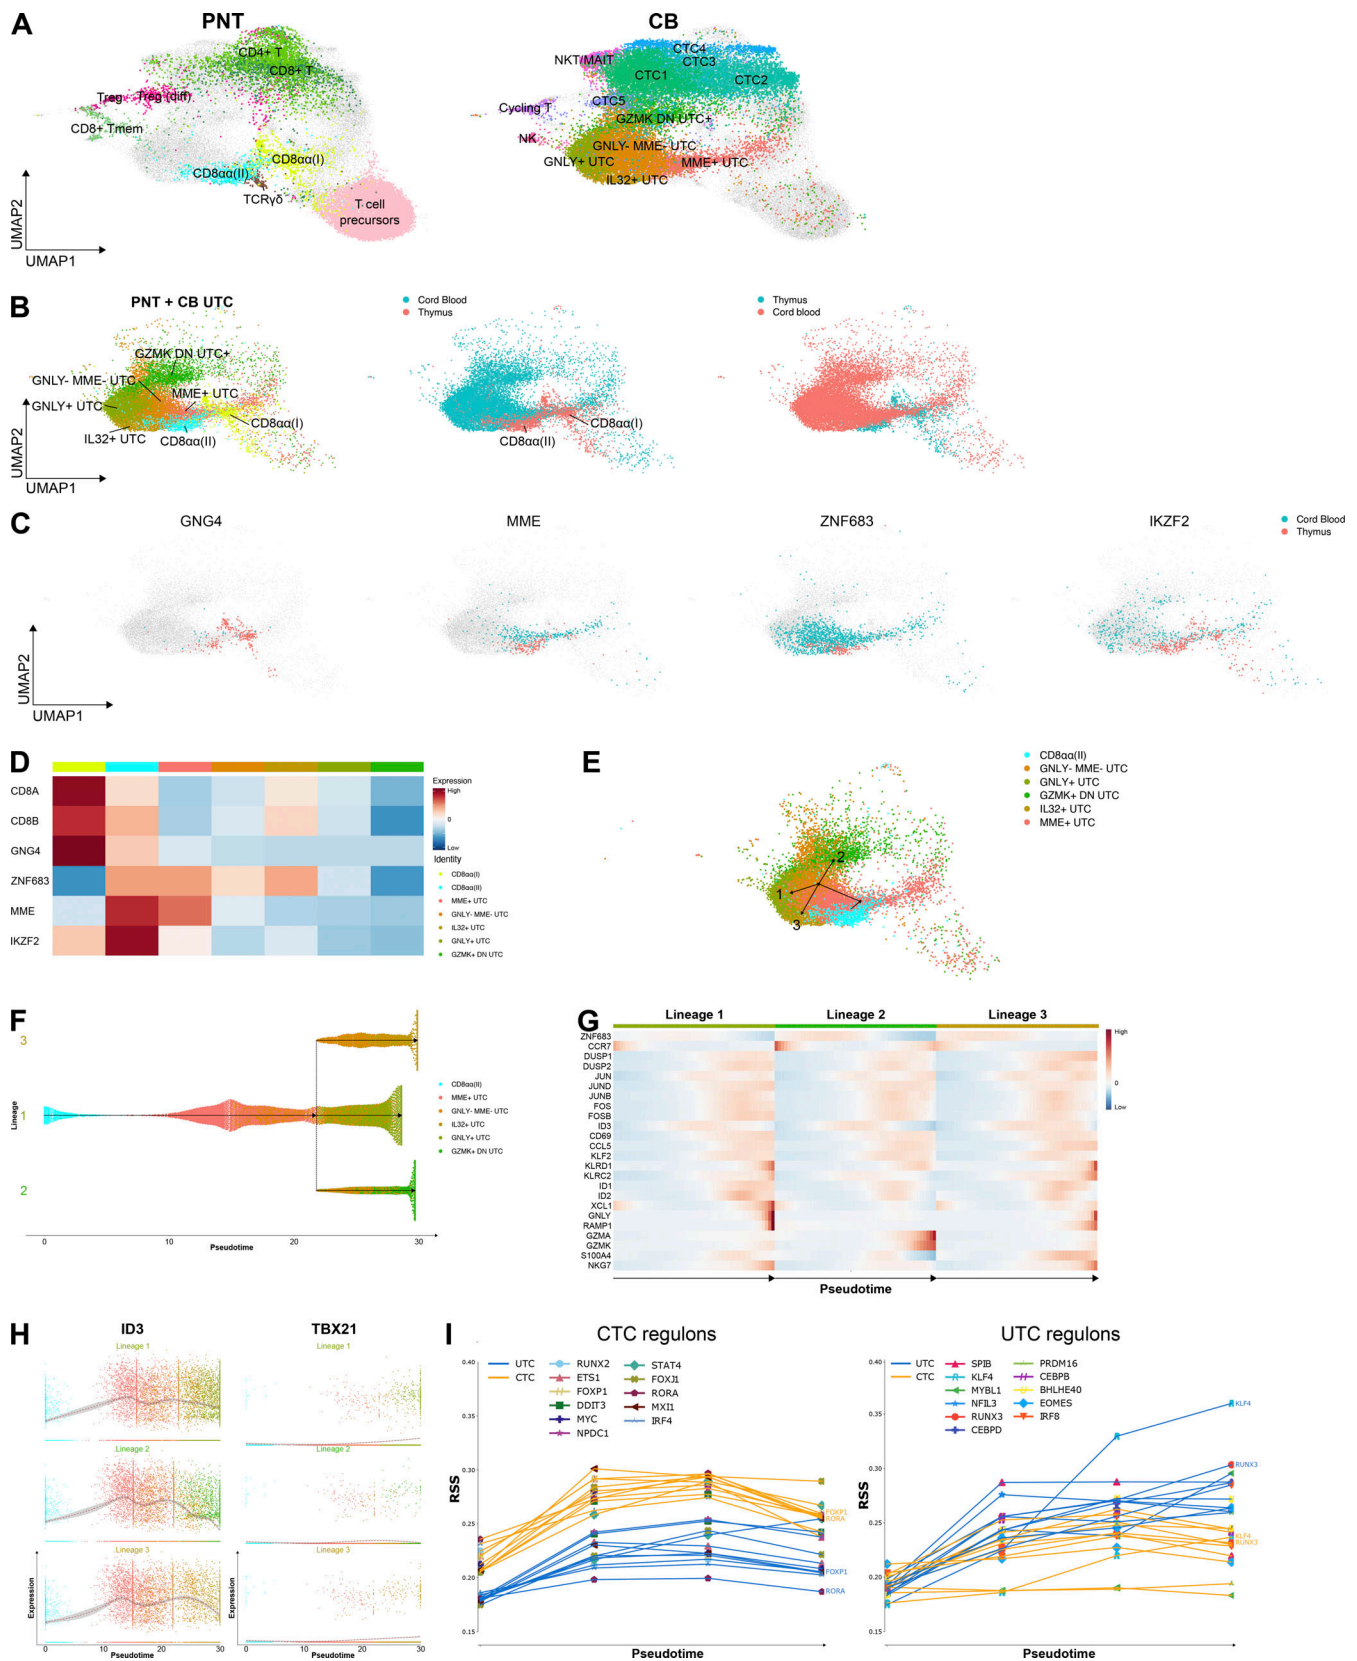 A
PNT
CB
CD4+ T
CD8+ T
Treg
Treg (diff)
CD8+ Tmem
CD8αα(I)
CD8αα(II)
TCRγδ
T cell
precursors
UMAP2
UMAP1
CTC4
NKT/MAIT
CTC3
CTC1
CTC2
CTC5
Cycling T
GZMK DN UTC+
NK
GNLY- MME- UTC
GNLY+ UTC
MME+ UTC
IL32+ UTC
B
PNT + CB UTC
GZMK DN UTC+
GNLY- MME- UTC
MME+ UTC
GNLY+ UTC
CD8αα(I)
IL32+ UTC
CD8αα(II)
UMAP2
UMAP1
Cord Blood
Thymus
CD8αα(I)
CD8αα(II)
Thymus
Cord blood
C
GNG4
MME
ZNF683
IKZF2
Cord Blood
Thymus
UMAP2
UMAP1
D
CD8A
CD8B
GNG4
ZNF683
MME
IKZF2
Expression
High
0
Low
Identity
CD8αα(I)
CD8αα(II)
MME+ UTC
GNLY- MME- UTC
IL32+ UTC
GNLY+ UTC
GZMK+ DN UTC
E
2
1
3
CD8αα(II)
GNLY- MME- UTC
GNLY+ UTC
GZMK+ DN UTC
IL32+ UTC
MME+ UTC
F
3
1
2
Lineage
CD8αα(II)
MME+ UTC
GNLY- MME- UTC
IL32+ UTC
GNLY+ UTC
GZMK+ DN UTC
0 10 20 30
Pseudotime
G
Lineage 1 Lineage 2 Lineage 3
ZNF683
CCR7
DUSP1
DUSP2
JUN
JUND
JUNB
FOS
FOSB
ID3
CD69
CCL5
KLF2
KLRD1
KLRC2
ID1
ID2
XCL1
GNLY
RAMP1
GZMA
GZMK
S100A4
NKG7
High
0
Low
Pseudotime
H
ID3 TBX21
Lineage 1 Lineage 1
Lineage 2 Lineage 2
Lineage 3 Lineage 3
Expression
Expression
0 10 20 30
Pseudotime
0 10 20 30
Pseudotime
I
CTC regulons
UTC
CTC
RUNX2
ETS1
FOXP1
DDIT3
MYC
NPDC1
STAT4
FOXJ1
RORA
MXI1
IRF4
RSS
0.40
0.35
0.30
0.25
0.20
0.15
FOXP1
RORA
FOXP1
RORA
Pseudotime
UTC regulons
UTC
CTC
SPIB
KLF4
MYBL1
NFIL3
RUNX3
CEBPD
PRDM16
CEBPB
BHLHE40
EOMES
IRF8
RSS
0.40
0.35
0.30
0.25
0.20
0.15
KLF4
RUNX3
KLF4
RUNX3
Pseudotime